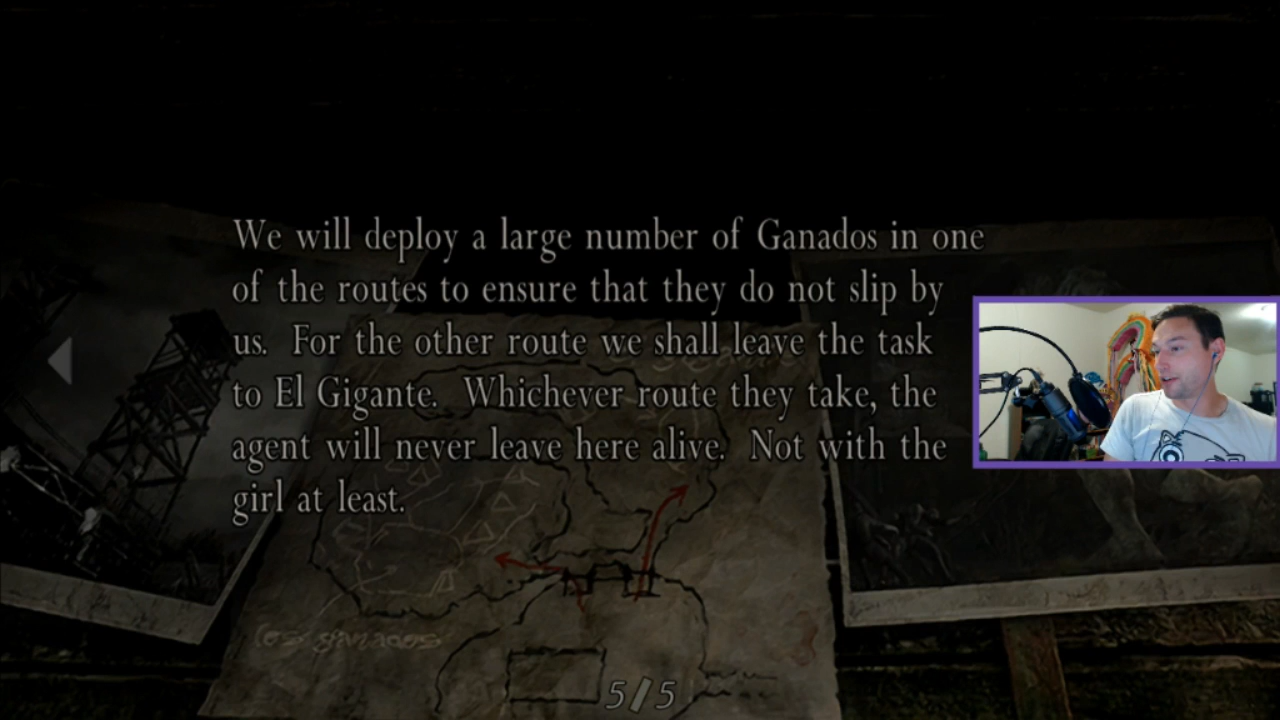 We will deploy a large number of Ganados in one
of the routes to ensure that they do not slip by
us. For the other route we shall leave the task
to El Gigante. Whichever route they take, the
agent will never leave here alive. Not with the
girl at least.
los ganados
5/5